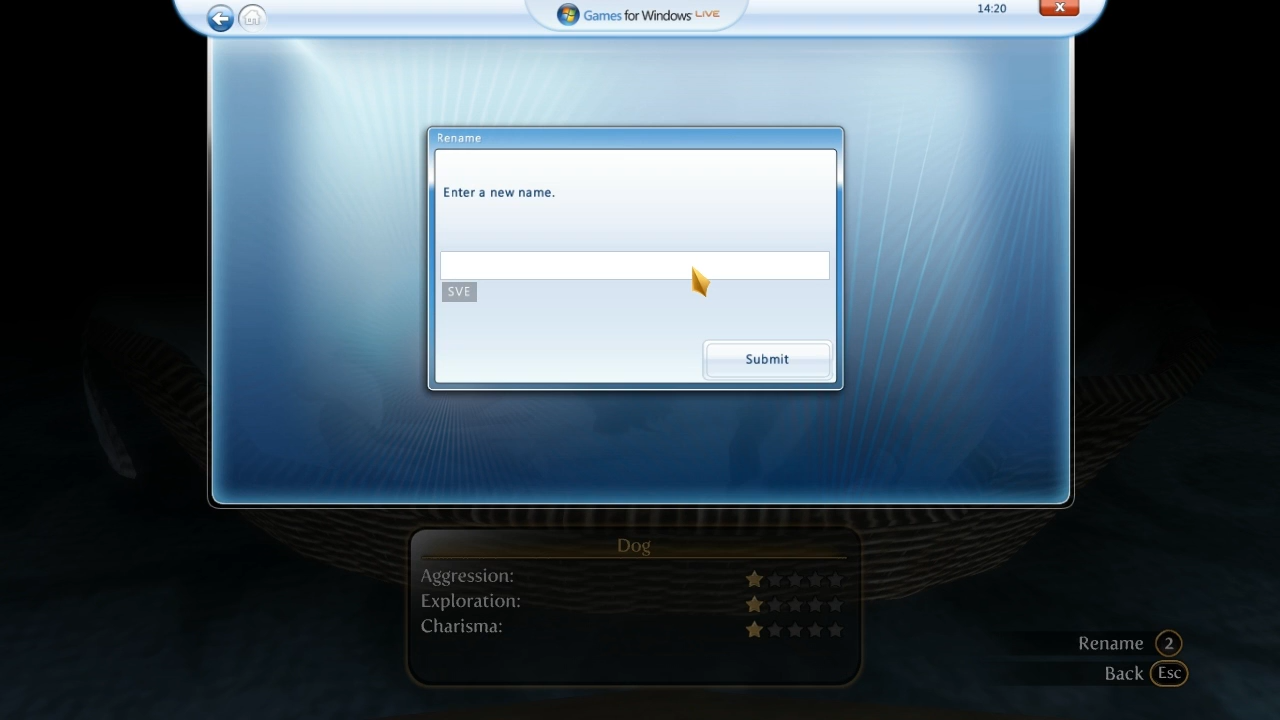 Games for Windows LIVE
14:20
X
Rename
Enter a new name.
SVE
Submit
Dog
Aggression:
Exploration:
Charisma:
Rename 2
Back Esc